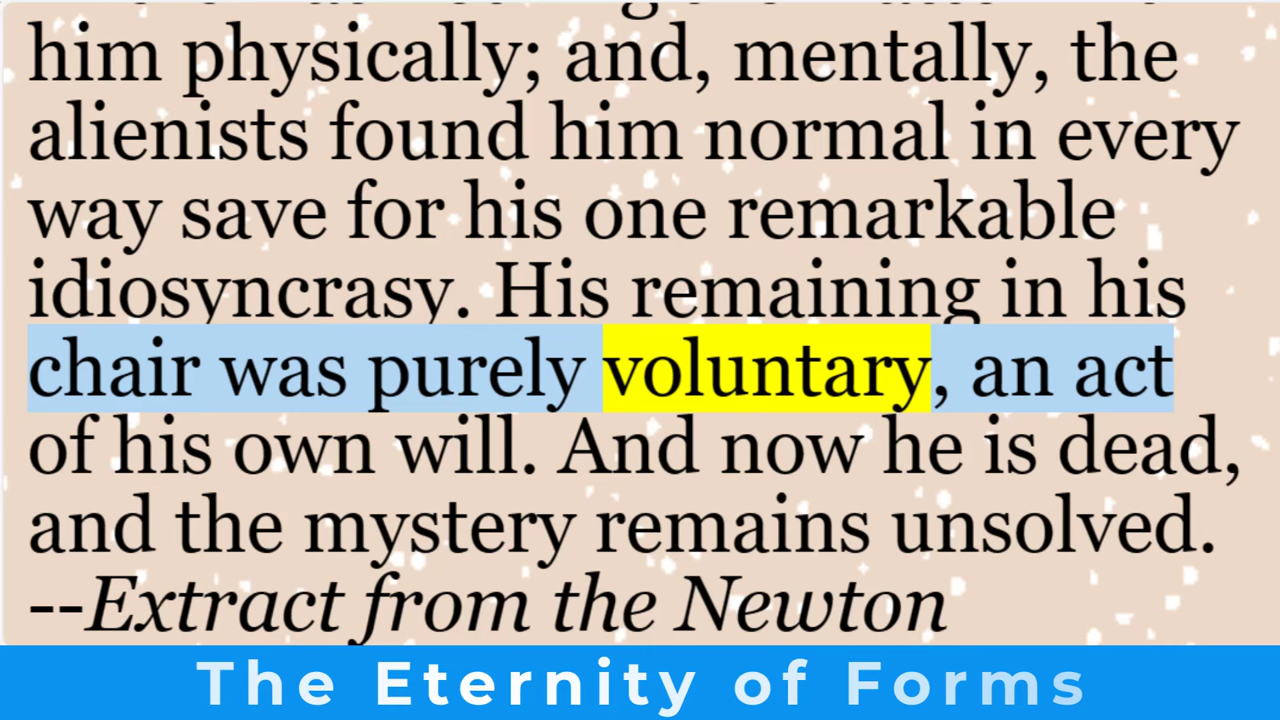 him physically; and, mentally, the
alienists found him normal in every
way save for his one remarkable
idiosyncrasy. His remaining in his
chair was purely voluntary, an act
of his own will. And now he is dead,
and the mystery remains unsolved.
--Extract from the Newton
The Eternity of Forms